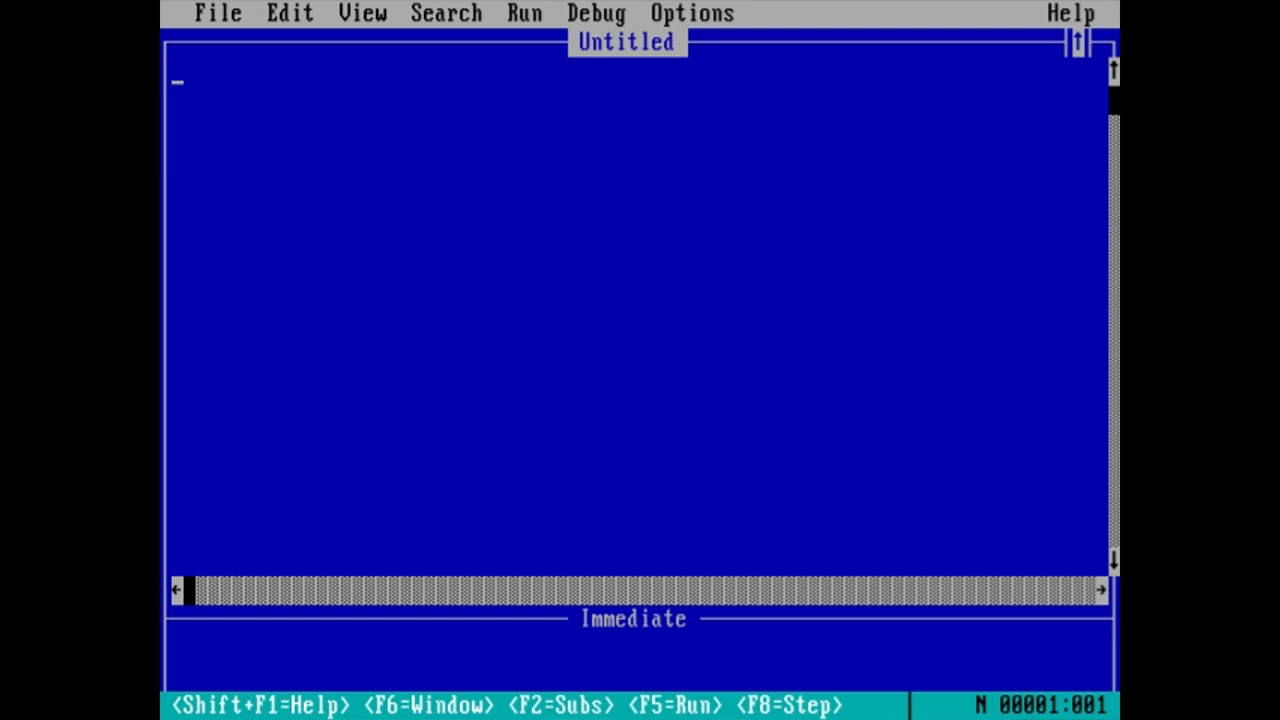 File Edit View Search Run Debug Options Help
Untitled
Immediate
<Shift+F1=Help> <F6=Window> <F2=Subs> <F5=Run> <F8=Step> N 00001:001